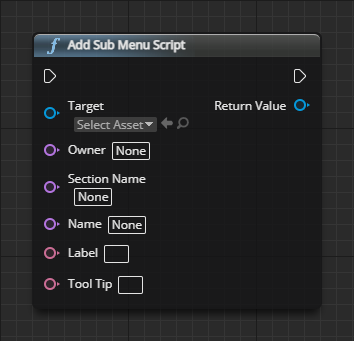 f Add Sub Menu Script
Target Return Value
Select Asset
Owner None
Section Name
None
Name None
Label
Tool Tip